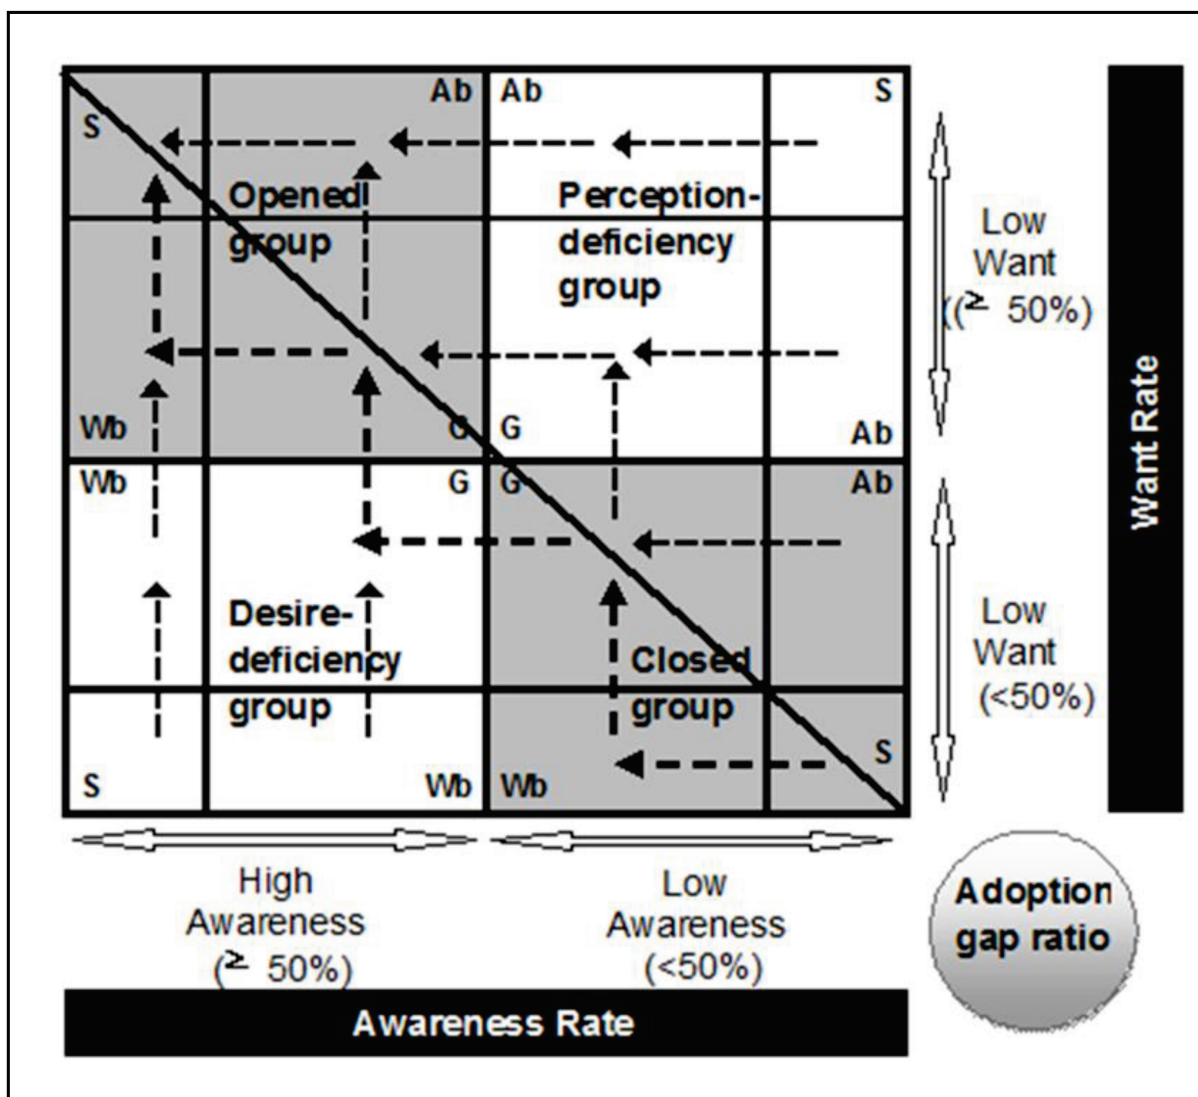 Ab Ab S
S
Opened
group
Perception-
deficiency
group
Wb G G Ab
Wb G G Ab
Desire-
deficiency
group
Closed
group
S
S Wb Wb
Low
Want
((≥ 50%)
Low
Want
(<50%)
Want Rate
High
Awareness
(≥ 50%)
Low
Awareness
(<50%)
Awareness Rate
Adoption
gap ratio